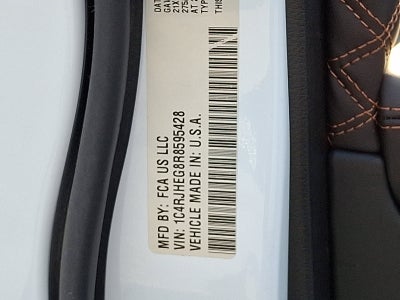 MFD BY: FCA US LLC
VIN: 1C4RJHEG8R8595428
VEHICLE MADE IN: U.S.A.